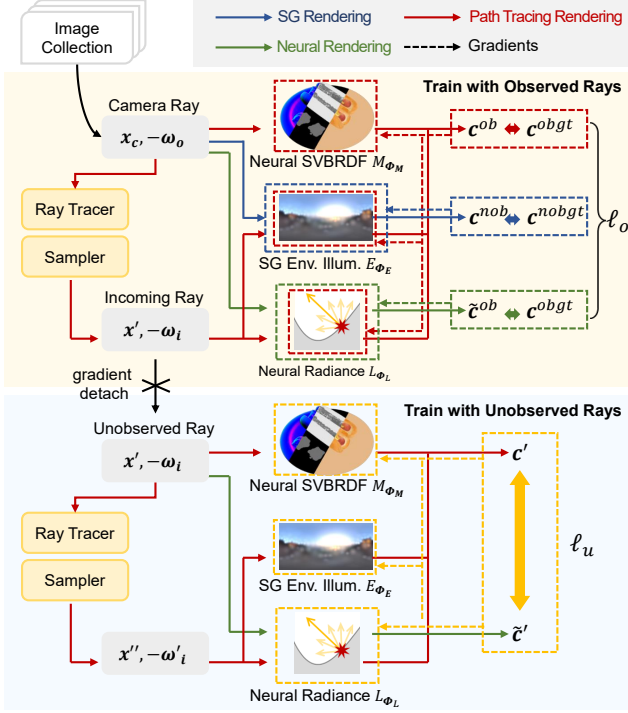 Image
Collection
SG Rendering
Path Tracing Rendering
Neural Rendering
Gradients
Train with Observed Rays
Camera Ray
𝒙_c, −𝝎_o
Neural SVBRDF M_Φ_M
c^ob ⇔ c^obgt
Ray Tracer
Sampler
c^nob ⇔ c^nobgt
ℓ_o
SG Env. Illum. E_Φ_E
Incoming Ray
𝒙′, −𝝎_i
c̃^ob ⇔ c^obgt
Neural Radiance L_Φ_L
gradient
detach
Train with Unobserved Rays
Unobserved Ray
𝒙′, −𝝎_i
c′
Neural SVBRDF M_Φ_M
Ray Tracer
Sampler
ℓ_u
SG Env. Illum. E_Φ_E
𝒙′′, −𝝎′_i
c̃′
Neural Radiance L_Φ_L